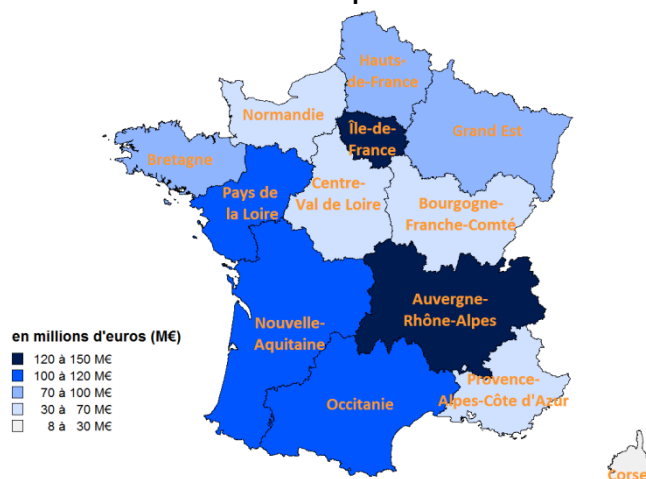 Hauts-
de-France
Normandie
Île-de-
France
Grand Est
Bretagne
Pays de
la Loire
Centre-
Val de Loire
Bourgogne-
Franche-Comté
Auvergne-
Rhône-Alpes
Nouvelle-
Aquitaine
Occitanie
Provence-
Alpes-Côte d'Azur
Corse
en millions d'euros (M€)
120 à 150 M€
100 à 120 M€
70 à 100 M€
30 à 70 M€
8 à 30 M€